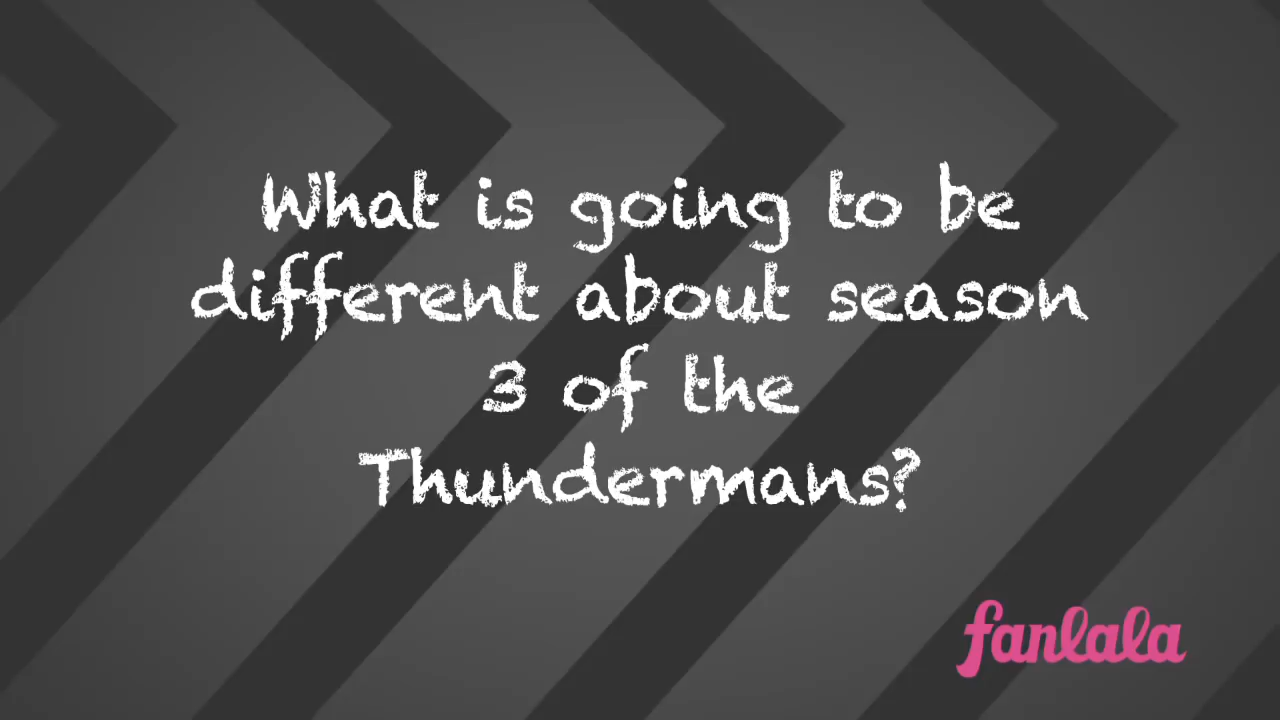 What is going to be
different about season
3 of the
Thundermans?
fanlala